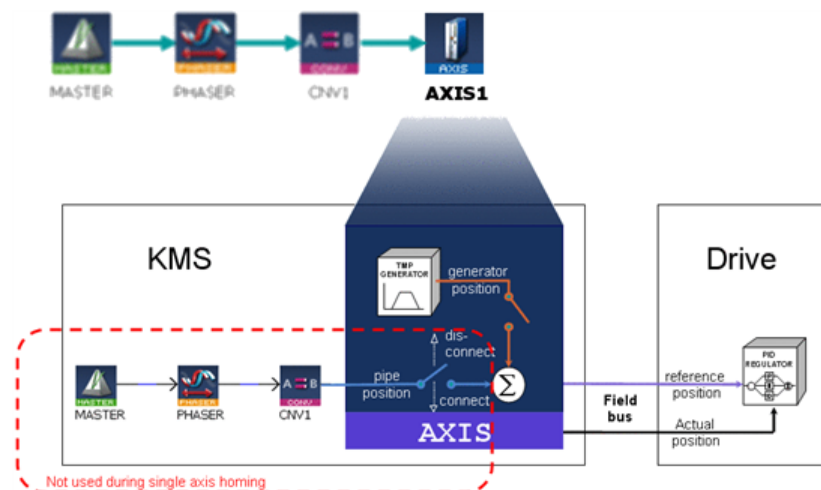 A B
MASTER
PHASER
CONV
AXIS
MASTER
PHASER
CNV1
AXIS1
KMS
Drive
TMP
GENERATOR
generator
position
dis-
connect
pipe
position
connect
Σ
AXIS
A B
MASTER
PHASER
CONV
MASTER
PHASER
CNV1
reference
position
Field
bus
Actual
position
PID
REGULATOR
Not used during single axis homing